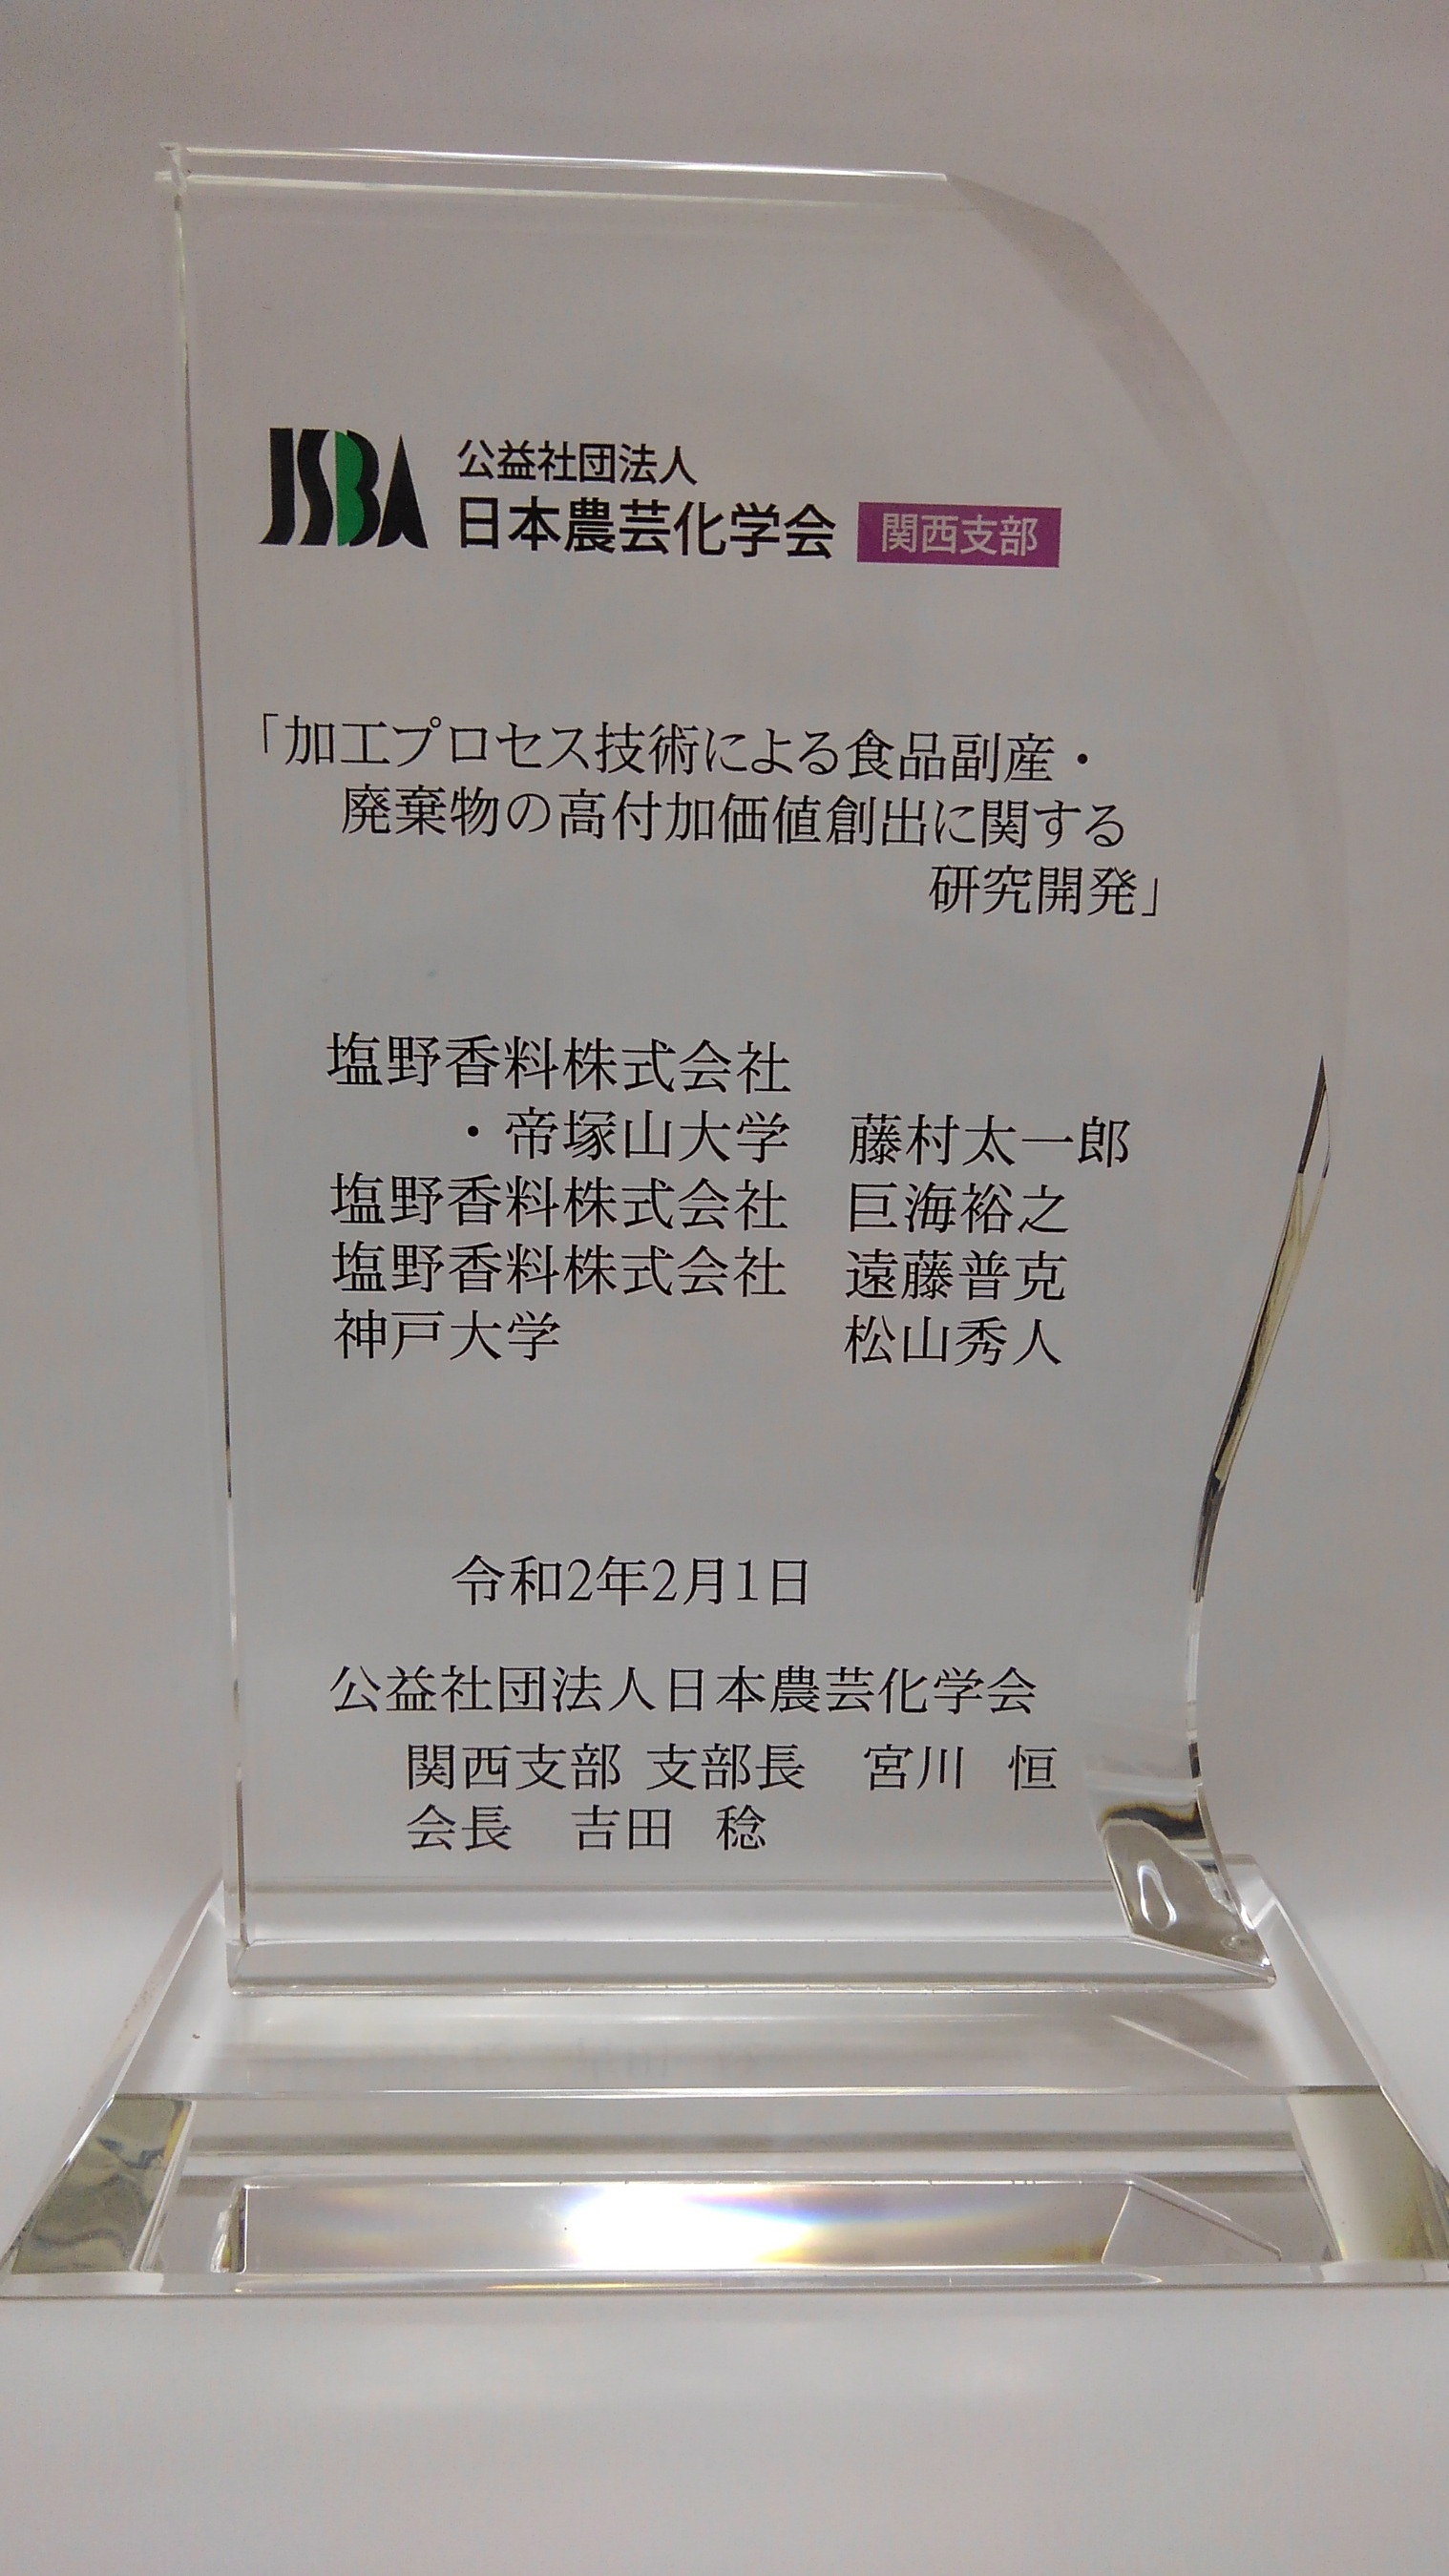 JSBA 公益社団法人
日本農芸化学会 関西支部
「加工プロセス技術による食品副産・
廃棄物の高付加価値創出に関する
研究開発」
塩野香料株式会社
・帝塚山大学 藤村太一郎
塩野香料株式会社 巨海裕之
塩野香料株式会社 遠藤普克
神戸大学 松山秀人
令和2年2月1日
公益社団法人日本農芸化学会
関西支部 支部長 宮川 恒
会長 吉田 稔